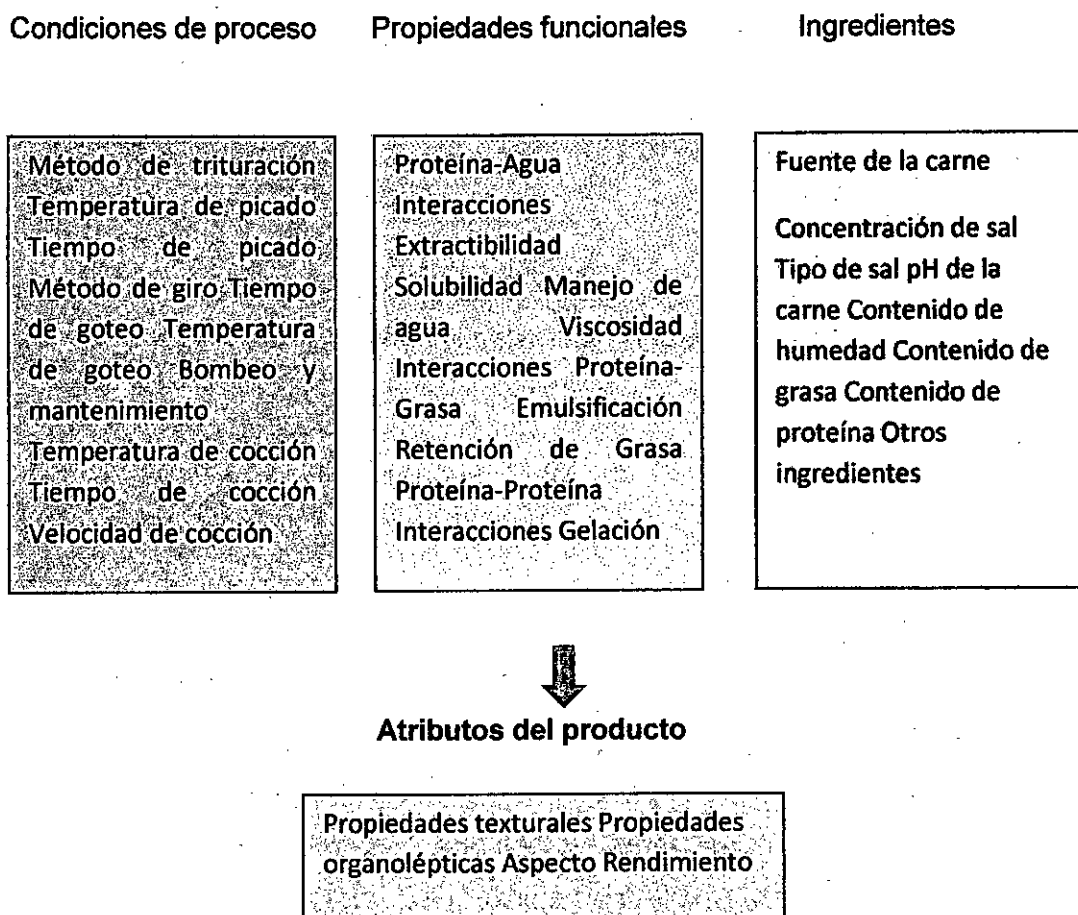 Condiciones de proceso
Propiedades funcionales
Ingredientes
Método de trituración
Temperatura de picado
Tiempo de picado
Método de giro Tiempo
de goteo Temperatura
de goteo Bombeo y
mantenimiento
Temperatura de cocción
Tiempo de cocción
Velocidad de cocción
Proteína-Agua
Interacciones
Extractibilidad
Solubilidad Manejo de
agua Viscosidad
Interacciones Proteína-
Grasa Emulsificación
Retención de Grasa
Proteína-Proteína
Interacciones Gelación
Fuente de la carne
Concentración de sal
Tipo de sal pH de la
carne Contenido de
humedad Contenido de
grasa Contenido de
proteína Otros
ingredientes
Atributos del producto
Propiedades texturales Propiedades
organolépticas Aspecto Rendimiento